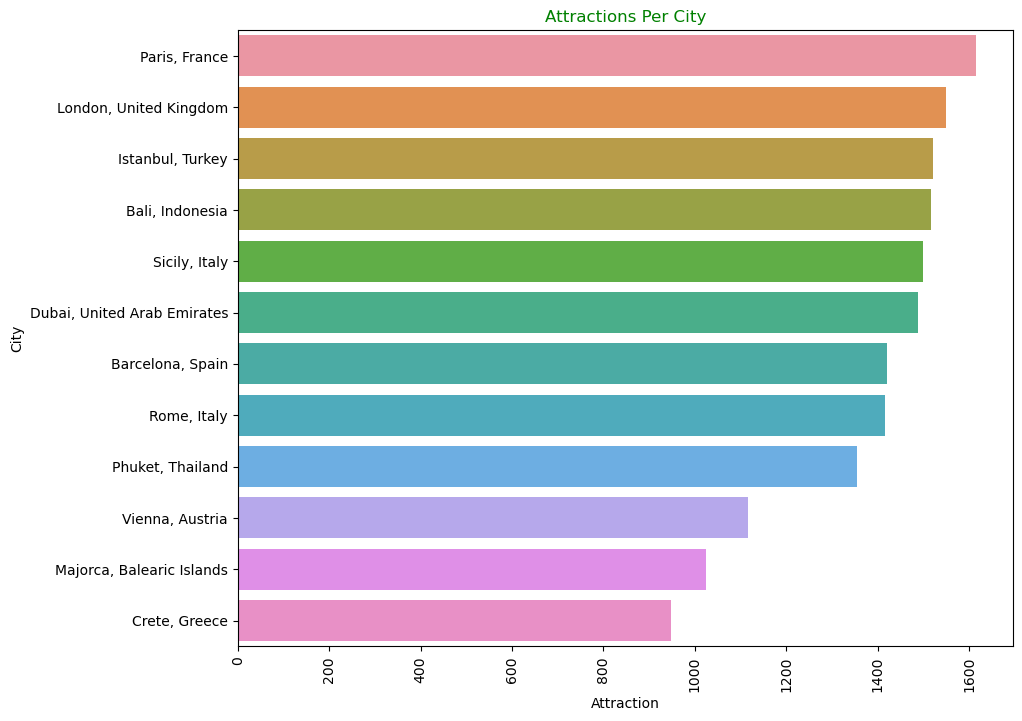 Attractions Per City
City
Paris, France
London, United Kingdom
Istanbul, Turkey
Bali, Indonesia
Sicily, Italy
Dubai, United Arab Emirates
Barcelona, Spain
Rome, Italy
Phuket, Thailand
Vienna, Austria
Majorca, Balearic Islands
Crete, Greece
0
200
400
600
800
1000
1200
1400
1600
Attraction